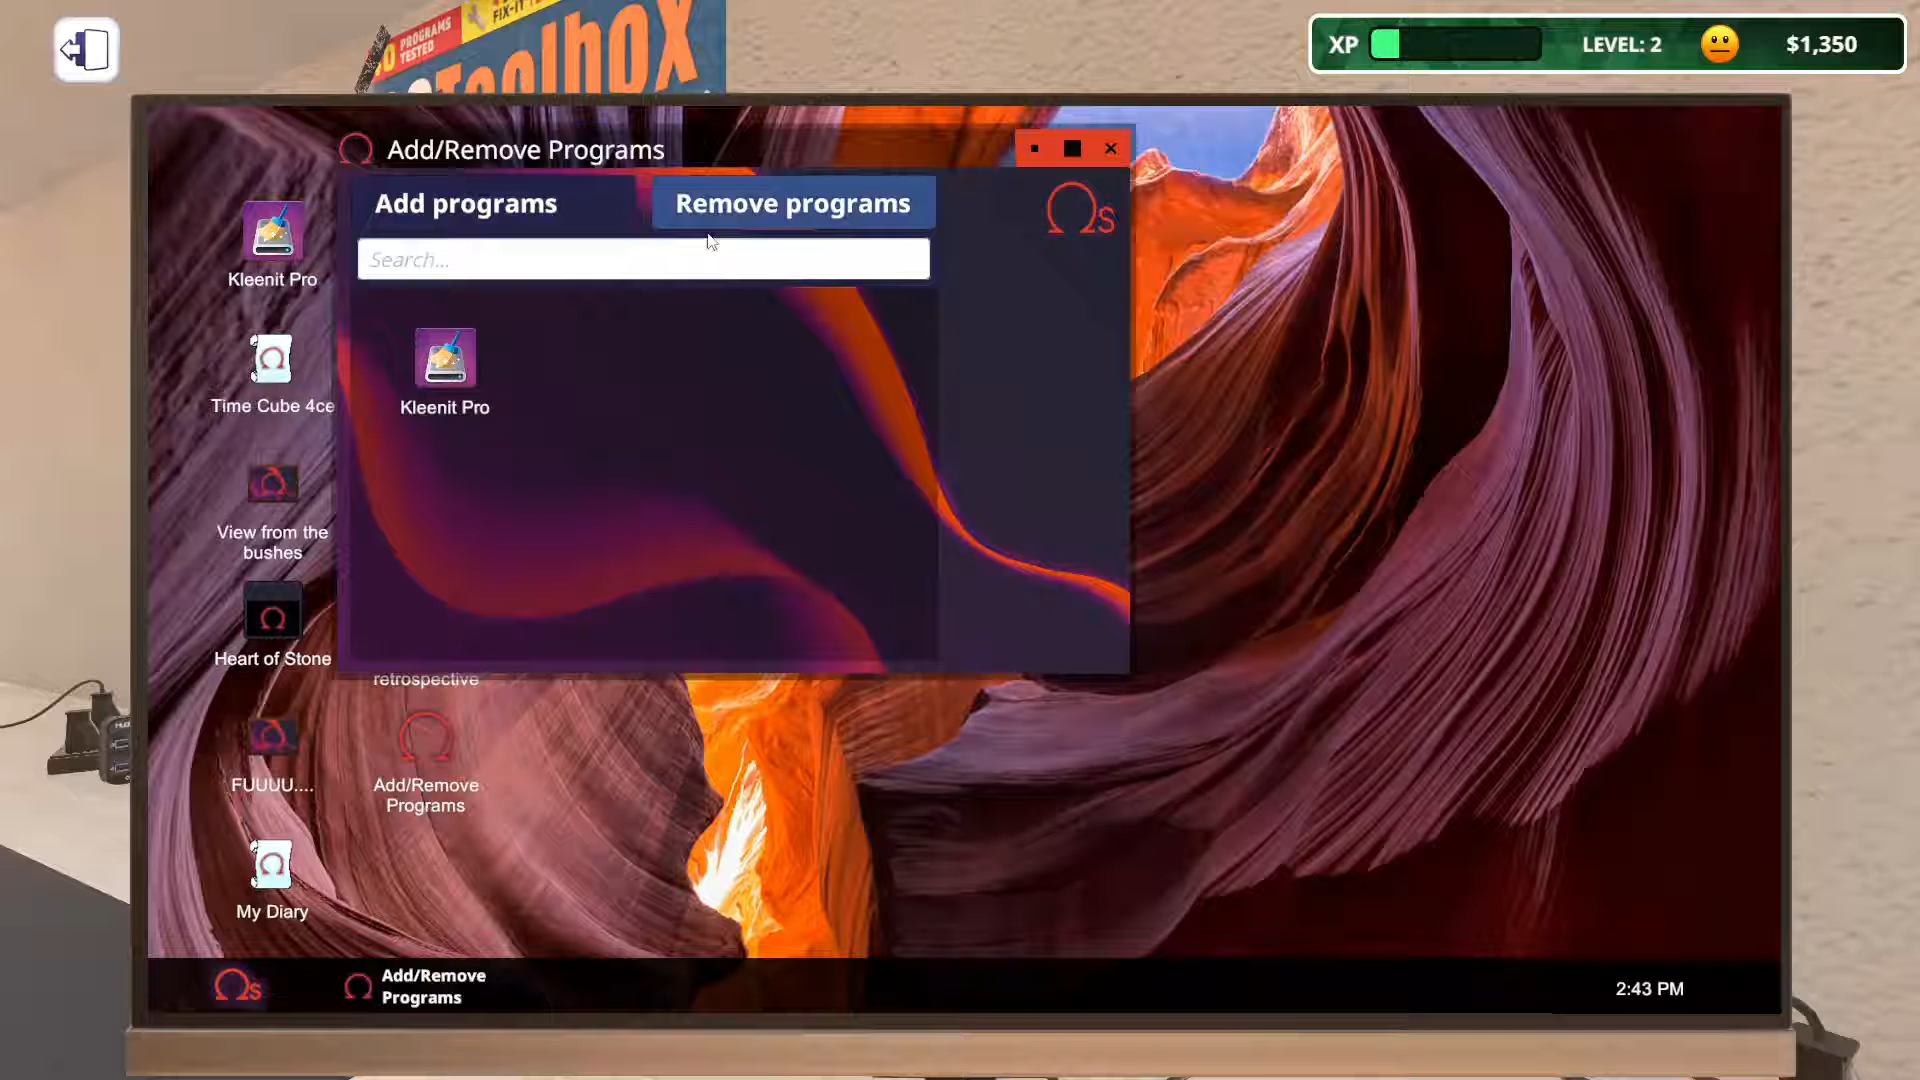 PROGRAMS
TESTED
FIX-IT
Toolbox
XP
LEVEL: 2
$1,350
Add/Remove Programs
Add programs
Remove programs
Search...
Kleenit Pro
Time Cube 4ce
View from the
bushes
Heart of Stone
FUUUU....
My Diary
Kleenit Pro
retrospective
Add/Remove
Programs
Add/Remove
Programs
2:43 PM